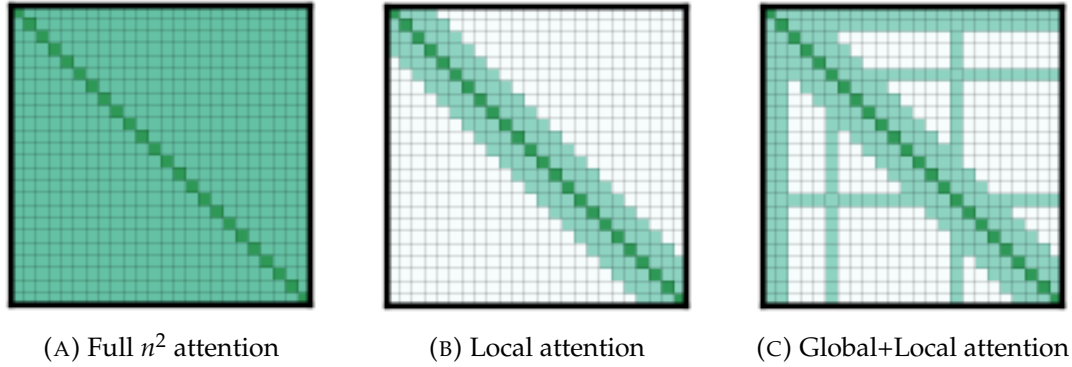 (A) Full n² attention
(B) Local attention
(C) Global+Local attention